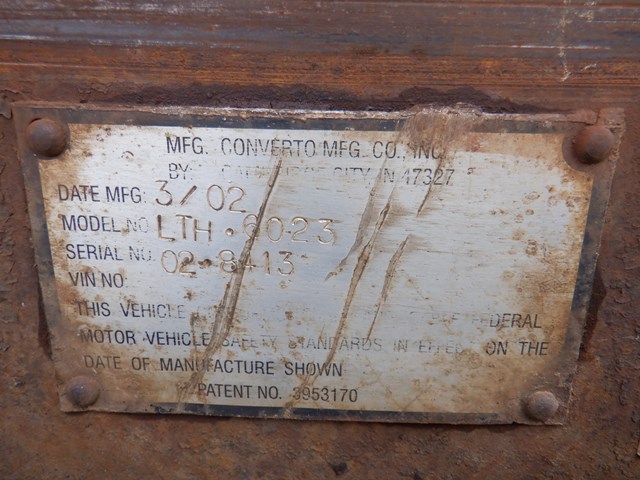 MFG. CONVERTO MFG. CO., INC
BY: CITY IN 47327
DATE MFG: 3/02
MODEL NO LTH. 6023
SERIAL NO. 02-8413
VIN NO:
THIS VEHICLE FEDERAL
MOTOR VEHICLE SAFETY STANDARDS IN EFFECT ON THE
DATE OF MANUFACTURE SHOWN
PATENT NO. 3953170